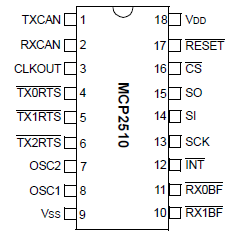 TXCAN 1 18 VDD
RXCAN 2 17 RESET
CLKOUT 3 16 CS
TX0RTS 4 15 SO
TX1RTS 5 14 SI
TX2RTS 6 13 SCK
OSC2 7 12 INT
OSC1 8 11 RX0BF
Vss 9 10 RX1BF
MCP2510